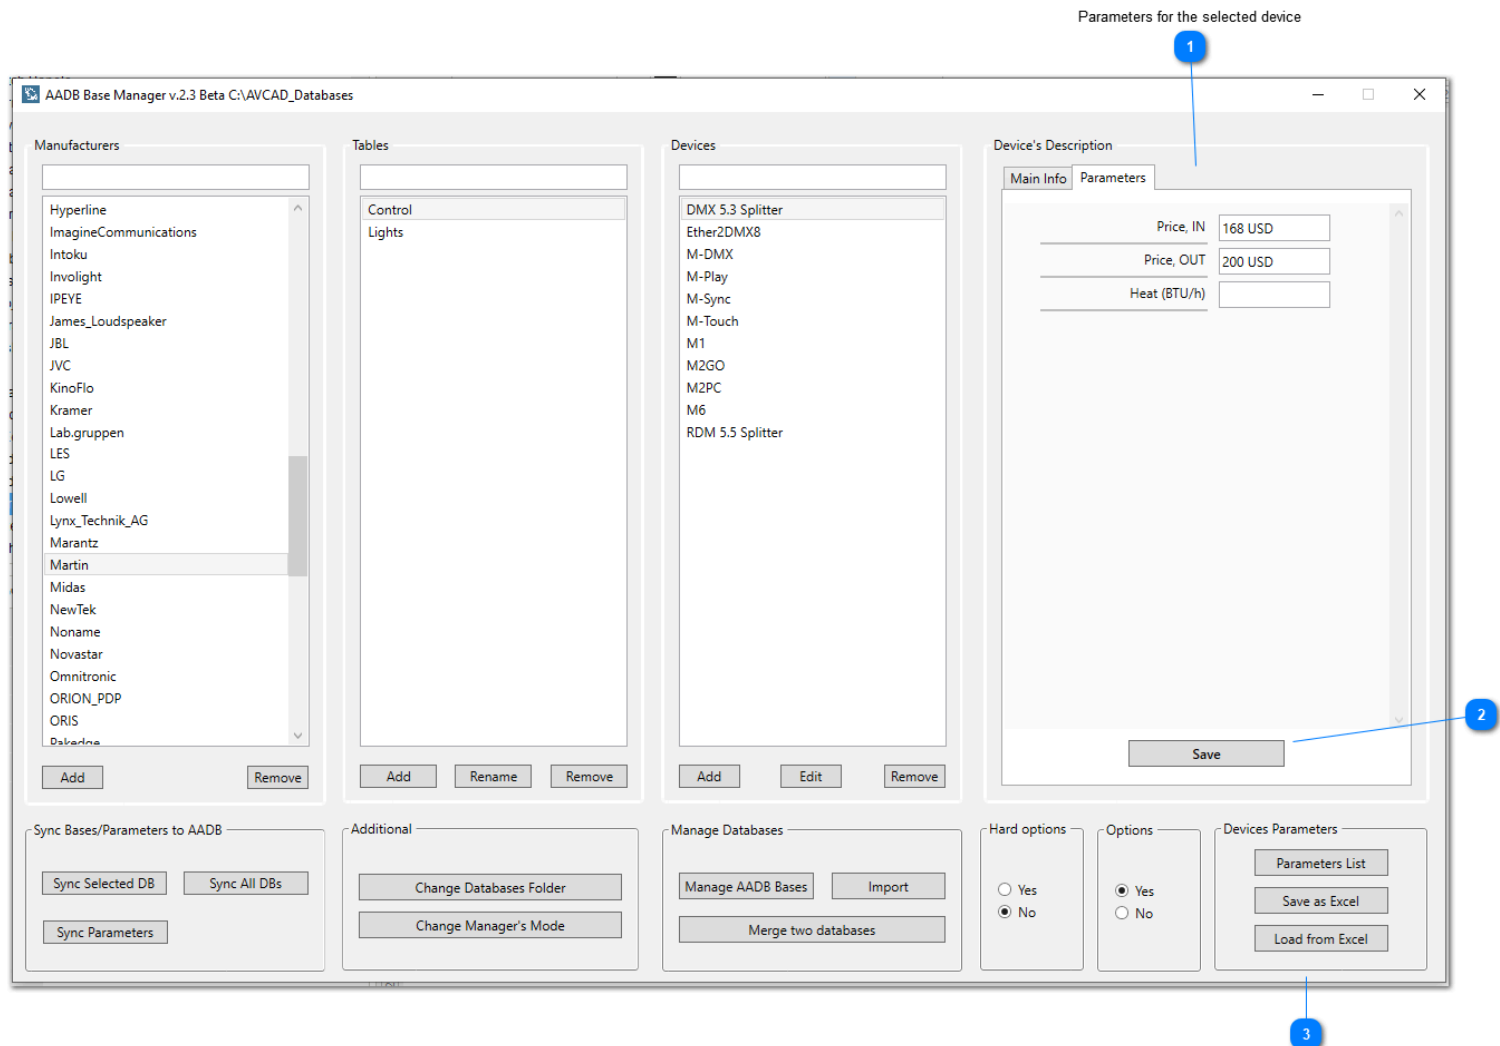 Parameters for the selected device
1
AADB Base Manager v.2.3 Beta C:\AVCAD_Databases
Manufacturers
Hyperline
ImagineCommunications
Intoku
Involight
IPEYE
James_Loudspeaker
JBL
JVC
KinoFlo
Kramer
Lab.gruppen
LES
LG
Lowell
Lynx_Technik_AG
Marantz
Martin
Midas
NewTek
Noname
Novastar
Omnitronic
ORION_PDP
ORIS
Pakedge
Add
Remove
Tables
Control
Lights
Add
Rename
Remove
Devices
DMX 5.3 Splitter
Ether2DMX8
M-DMX
M-Play
M-Sync
M-Touch
M1
M2GO
M2PC
M6
RDM 5.5 Splitter
Add
Edit
Remove
Device's Description
Main Info
Parameters
Price, IN
168 USD
Price, OUT
200 USD
Heat (BTU/h)
Save
2
Sync Bases/Parameters to AADB
Sync Selected DB
Sync All DBs
Sync Parameters
Additional
Change Databases Folder
Change Manager's Mode
Manage Databases
Manage AADB Bases
Import
Merge two databases
Hard options
Yes
No
Options
Yes
No
Devices Parameters
Parameters List
Save as Excel
Load from Excel
3